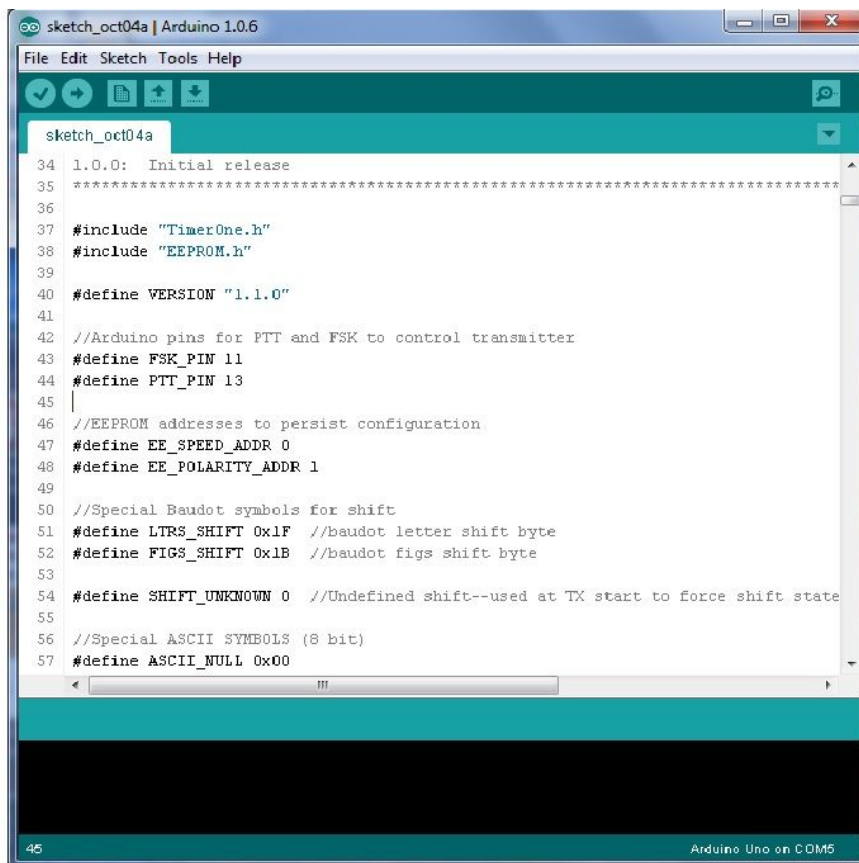 sketch_oct04a | Arduino 1.0.6
File Edit Sketch Tools Help
sketch_oct04a
34 1.0.0:  Initial release
35 *********************************************************************************
36
37 #include "TimerOne.h"
38 #include "EEPROM.h"
39
40 #define VERSION "1.1.0"
41
42 //Arduino pins for PTT and FSK to control transmitter
43 #define FSK_PIN 11
44 #define PTT_PIN 13
45
46 //EEPROM addresses to persist configuration
47 #define EE_SPEED_ADDR 0
48 #define EE_POLARITY_ADDR 1
49
50 //Special Baudot symbols for shift
51 #define LTRS_SHIFT 0x1F  //baudot letter shift byte
52 #define FIGS_SHIFT 0x1B  //baudot figs shift byte
53
54 #define SHIFT_UNKNOWN 0  //Undefined shift--used at TX start to force shift state
55
56 //Special ASCII SYMBOLS (8 bit)
57 #define ASCII_NULL 0x00
45
Arduino Uno on COM5